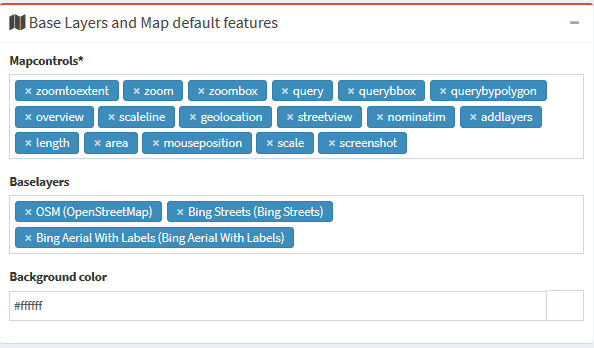 Base Layers and Map default features
Mapcontrols*
× zoomtoextent × zoom × zoombox × query × querybbox × querybypolygon
× overview × scaleline × geolocation × streetview × nominatim × addlayers
× length × area × mouseposition × scale × screenshot
Baselayers
× OSM (OpenStreetMap) × Bing Streets (Bing Streets)
× Bing Aerial With Labels (Bing Aerial With Labels)
Background color
#ffffff